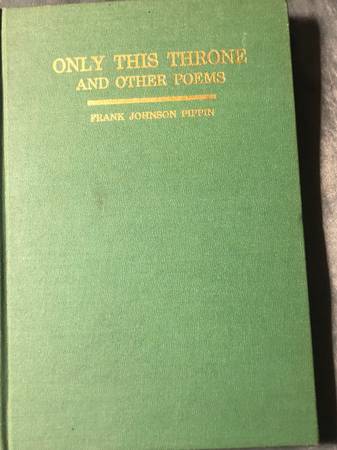 ONLY THIS THRONE
AND OTHER POEMS
FRANK JOHNSON PIPPIN